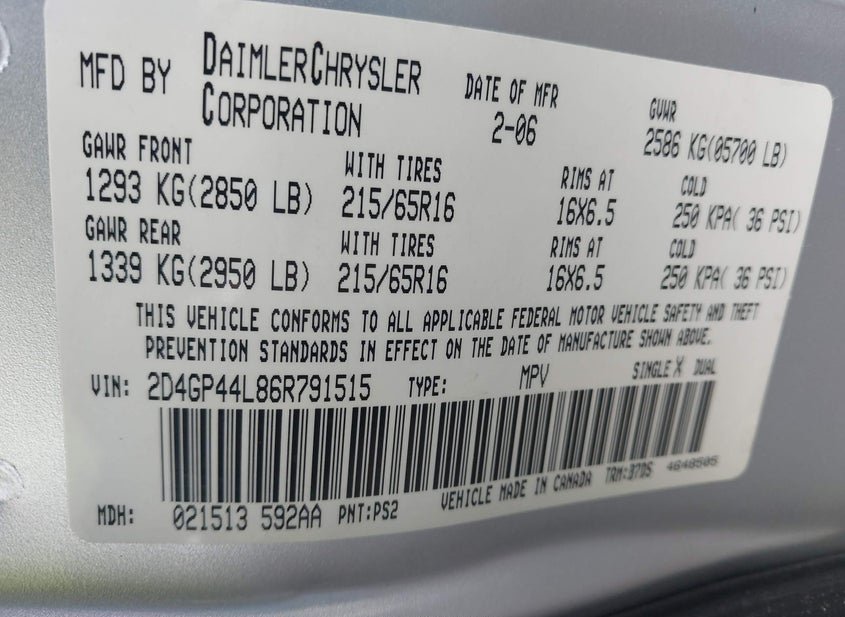 MFD BY DAIMLERCHRYSLER CORPORATION DATE OF MFR 2-06 GVWR 2586 KG(05700 LB)
GAWR FRONT WITH TIRES RIMS AT COLD
1293 KG(2850 LB) 215/65R16 16X6.5 250 KPA( 36 PSI)
GAWR REAR WITH TIRES RIMS AT COLD
1339 KG(2950 LB) 215/65R16 16X6.5 250 KPA( 36 PSI)
THIS VEHICLE CONFORMS TO ALL APPLICABLE FEDERAL MOTOR VEHICLE SAFETY AND THEFT
PREVENTION STANDARDS IN EFFECT ON THE DATE OF MANUFACTURE SHOWN ABOVE.
VIN: 2D4GP44L86R791515 TYPE: MPV SINGLE X DUAL
MDH: 021513 592AA PNT:PS2 VEHICLE MADE IN CANADA TRM:B7DS 4648505